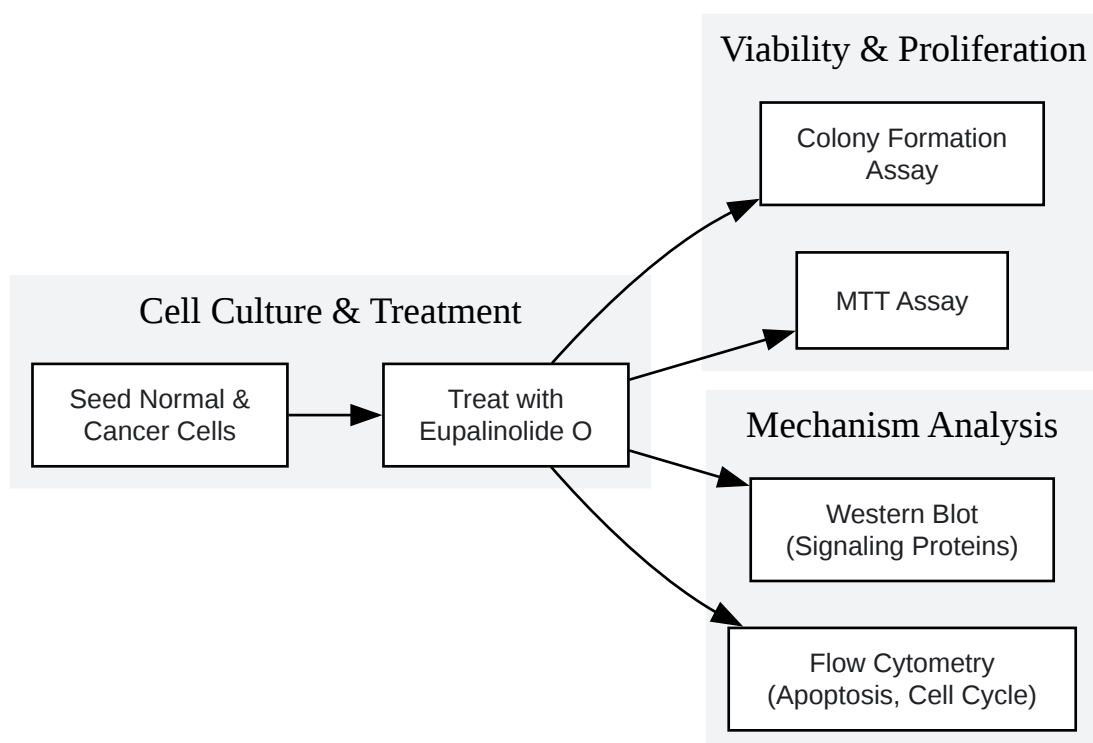 Cell Culture & Treatment
Seed Normal &
Cancer Cells
Treat with
Eupalinolide O
Viability & Proliferation
Colony Formation
Assay
MTT Assay
Mechanism Analysis
Western Blot
(Signaling Proteins)
Flow Cytometry
(Apoptosis, Cell Cycle)